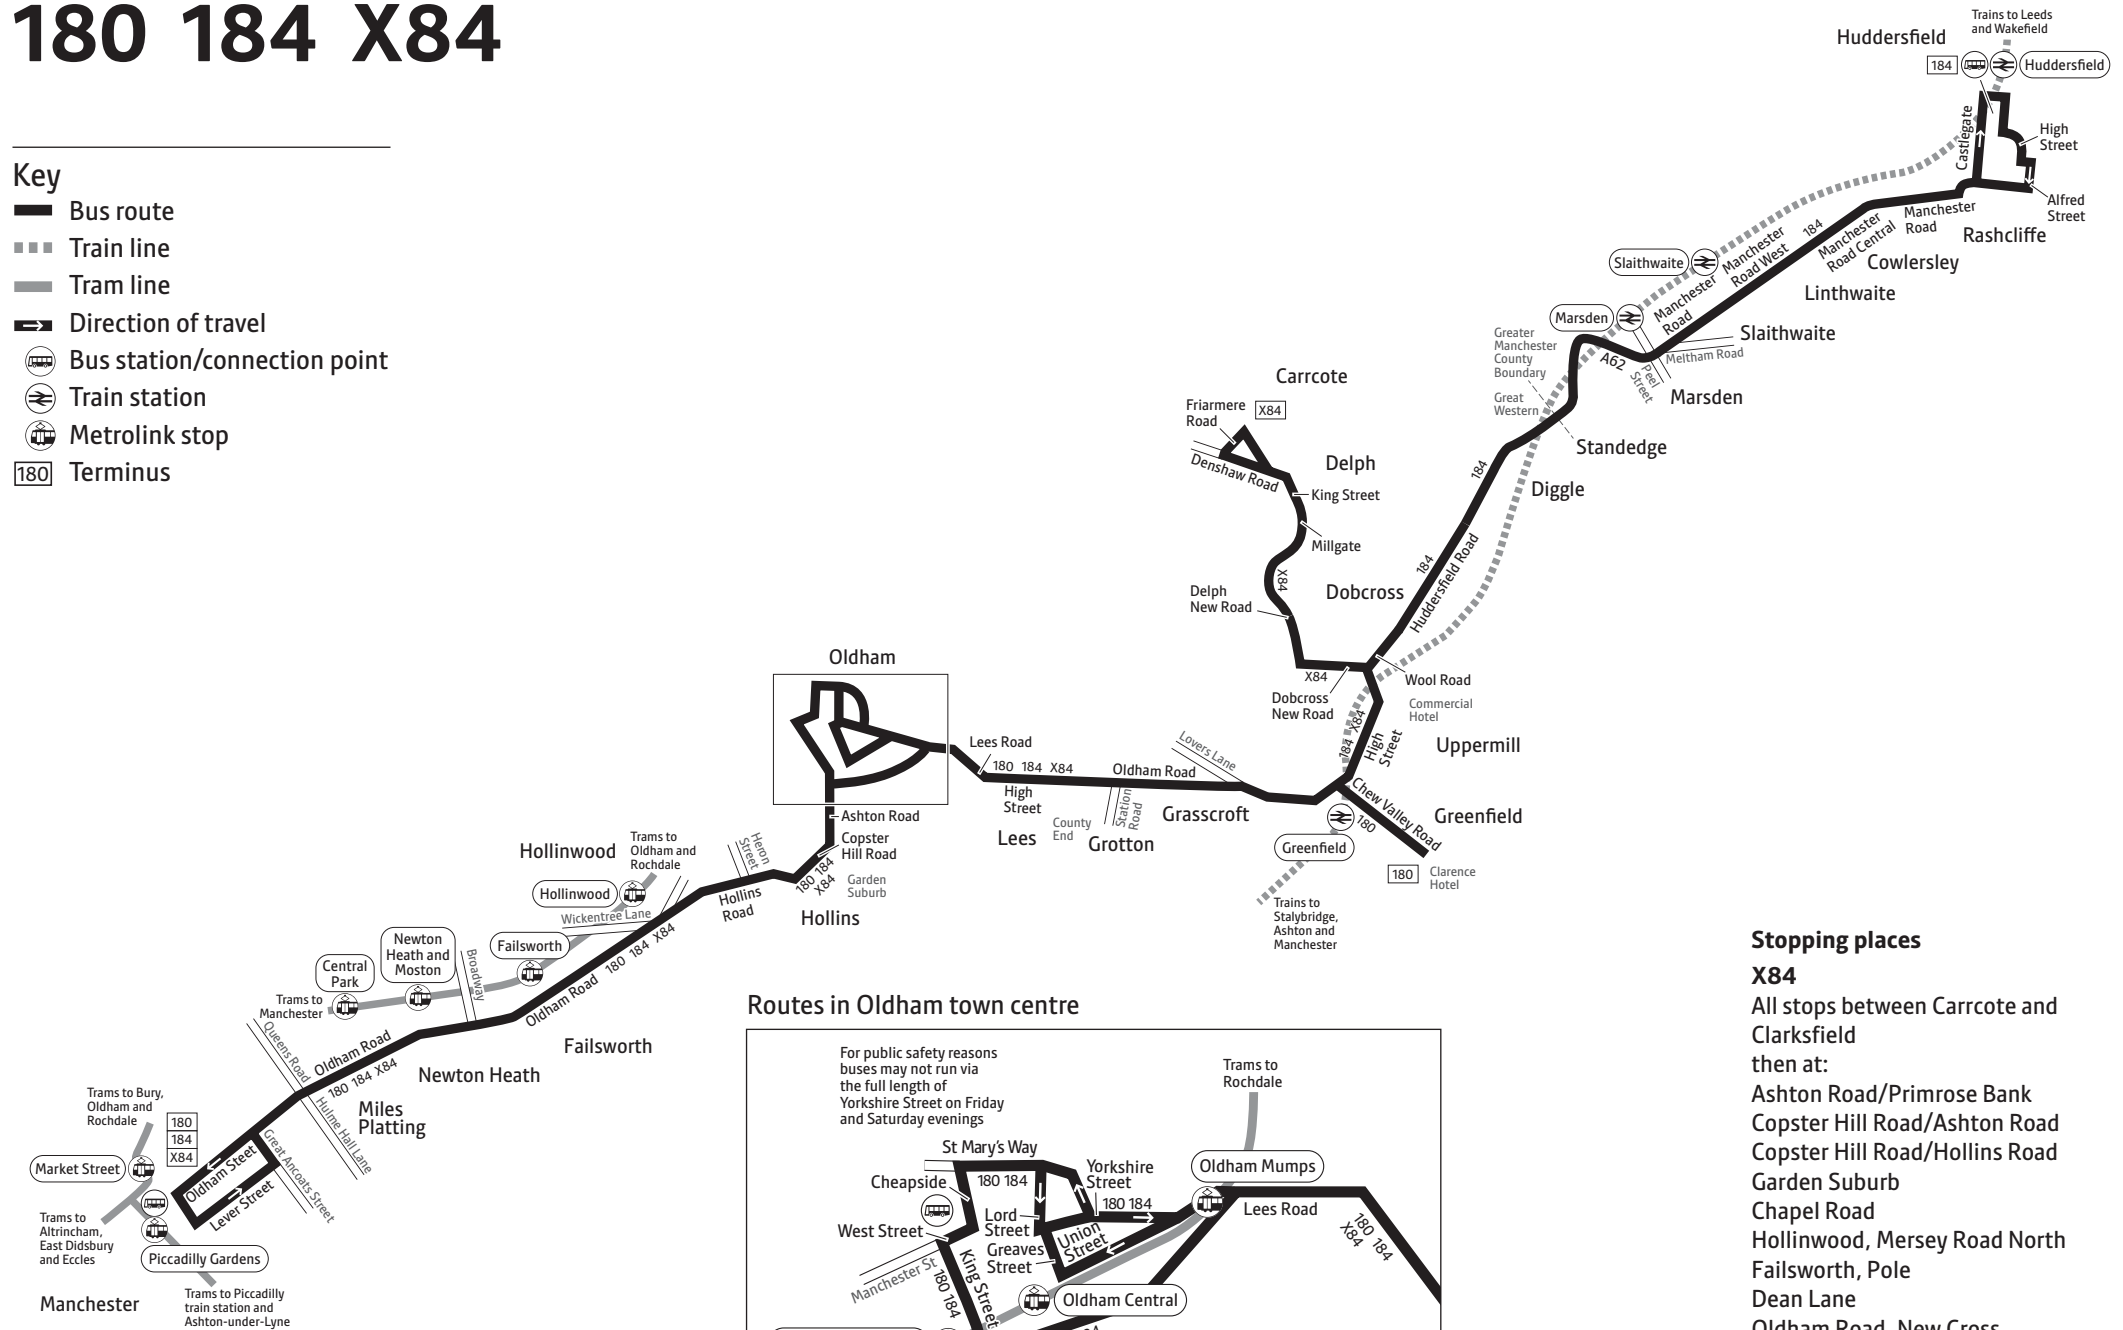 180 184 X84
Key
Bus route
Train line
Tram line
Direction of travel
Bus station/connection point
Train station
Metrolink stop
180 Terminus
Trains to Leeds
and Wakefield
Huddersfield
184
Huddersfield
Castlegate
High
Street
Alfred
Street
Manchester
Road
Rashcliffe
Manchester
Road Central
Cowlersley
184
Manchester
Road West
Linthwaite
Slaithwaite
Manchester
Road
Slaithwaite
Meltham Road
Marsden
A62
Peel
Street
Marsden
Greater
Manchester
County
Boundary
Great
Western
Standedge
184
Diggle
Carrcote
Friarmere
Road
X84
Denshaw Road
Delph
King Street
Millgate
X84
Delph
New Road
Dobcross
184
Huddersfield Road
X84
Dobcross
New Road
Wool Road
Commercial
Hotel
184 X84
High
Street
Uppermill
Chew Valley Road
180
Greenfield
Greenfield
180
Clarence
Hotel
Trains to
Stalybridge,
Ashton and
Manchester
Oldham
Lees Road
180 184 X84
Oldham Road
Lovers Lane
High
Street
Lees
County
End
Station
Road
Grotton
Grasscroft
Ashton Road
Copster
Hill Road
180 184
X84
Garden
Suburb
Hollins
Heron
Street
Hollins
Road
Hollinwood
Trams to
Oldham and
Rochdale
Hollinwood
Wickentree Lane
180 184 X84
Failsworth
Newton
Heath and
Moston
Central
Park
Trams to
Manchester
Broadway
Oldham Road
Failsworth
Queens Road
Oldham Road
180 184 X84
Newton Heath
Miles
Platting
Hulme Hall Lane
Great Ancoats Street
Trams to Bury,
Oldham and
Rochdale
180
184
X84
Market Street
Oldham Steet
Lever Street
Trams to
Altrincham,
East Didsbury
and Eccles
Piccadilly Gardens
Manchester
Trams to Piccadilly
train station and
Ashton-under-Lyne
Routes in Oldham town centre
For public safety reasons
buses may not run via
the full length of
Yorkshire Street on Friday
and Saturday evenings
Trams to
Rochdale
St Mary's Way
Cheapside
180 184
Yorkshire
Street
180 184
Oldham Mumps
Lees Road
180 184
X84
West Street
Lord
Street
Union
Street
Greaves
Street
Manchester St
King Street
180 184
Oldham Central
Stopping places
X84
All stops between Carrcote and
Clarksfield
then at:
Ashton Road/Primrose Bank
Copster Hill Road/Ashton Road
Copster Hill Road/Hollins Road
Garden Suburb
Chapel Road
Hollinwood, Mersey Road North
Failsworth, Pole
Dean Lane
Oldham Road, New Cross